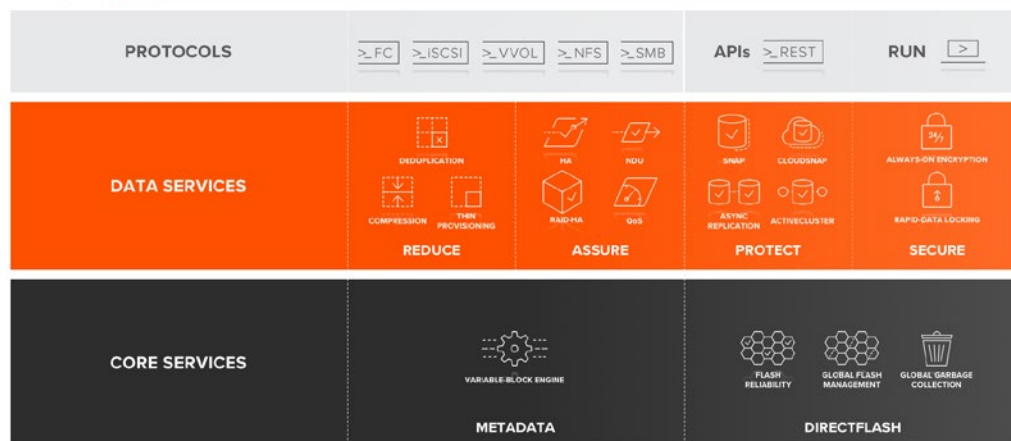 PROTOCOLS
>_FC >_iSCSI >_VVOL >_NFS >_SMB
APIs >_REST
RUN >
DATA SERVICES
DEDUPLICATION
COMPRESSION
THIN
PROVISIONING
REDUCE
HA
NDU
RAID-HA
QoS
ASSURE
SNAP
CLOUDSNAP
ASYNC
REPLICATION
ACTIVECLUSTER
PROTECT
24/7
ALWAYS-ON ENCRYPTION
RAPID-DATA LOCKING
SECURE
CORE SERVICES
VARIABLE-BLOCK ENGINE
METADATA
FLASH
RELIABILITY
GLOBAL FLASH
MANAGEMENT
GLOBAL GARBAGE
COLLECTION
DIRECTFLASH